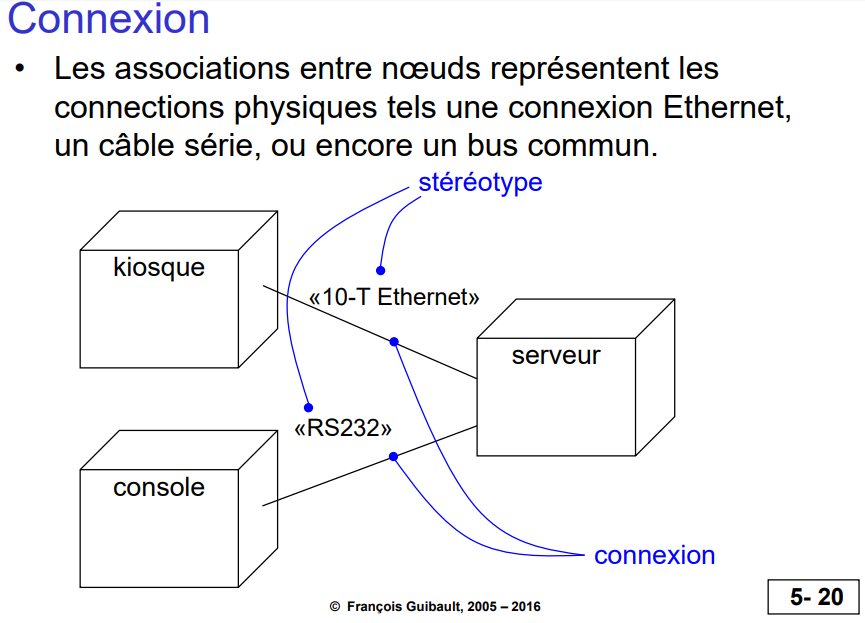 Connexion
• Les associations entre nœuds représentent les
connections physiques tels une connexion Ethernet,
un câble série, ou encore un bus commun.
stéréotype
kiosque
«10-T Ethernet»
serveur
«RS232»
console
connexion
© François Guibault, 2005 – 2016
5- 20